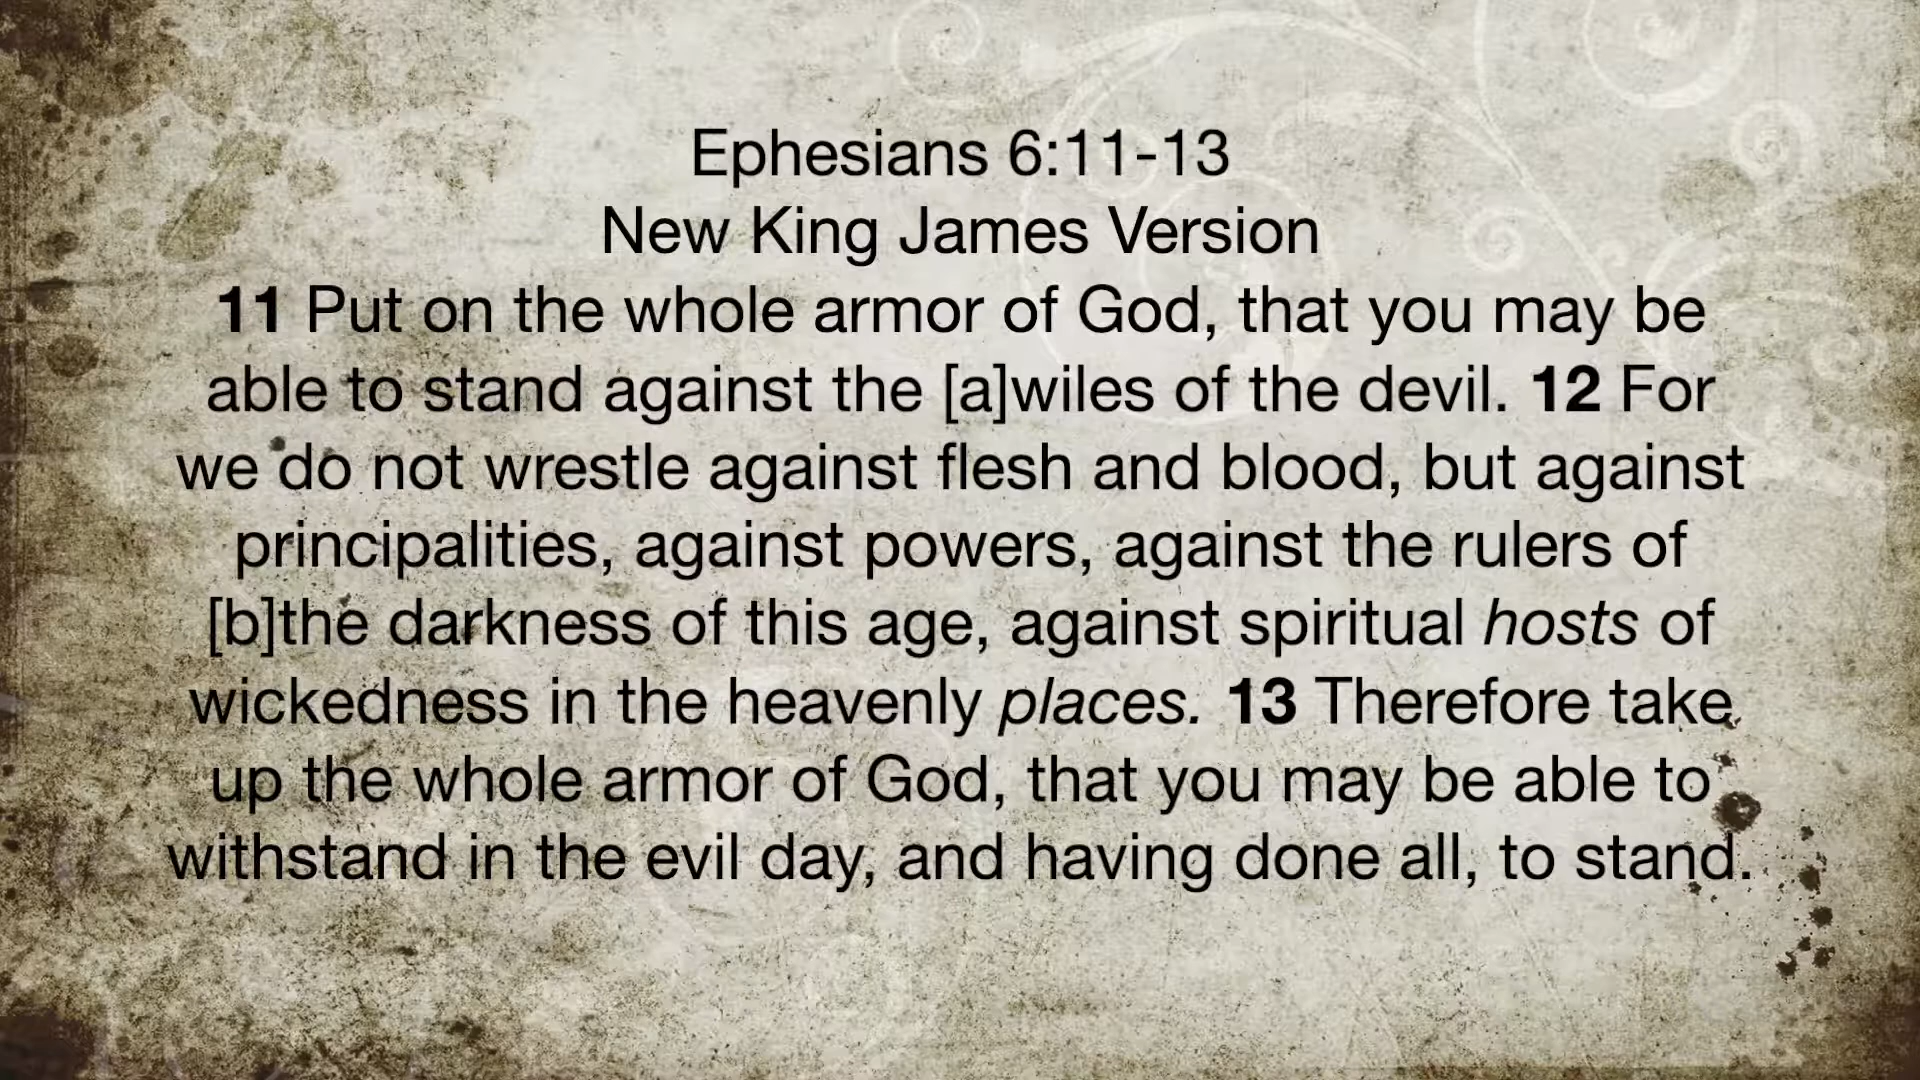 Ephesians 6:11-13
New King James Version
11 Put on the whole armor of God, that you may be
able to stand against the [a]wiles of the devil. 12 For
we do not wrestle against flesh and blood, but against
principalities, against powers, against the rulers of
[b]the darkness of this age, against spiritual hosts of
wickedness in the heavenly places. 13 Therefore take
up the whole armor of God, that you may be able to
withstand in the evil day, and having done all, to stand.